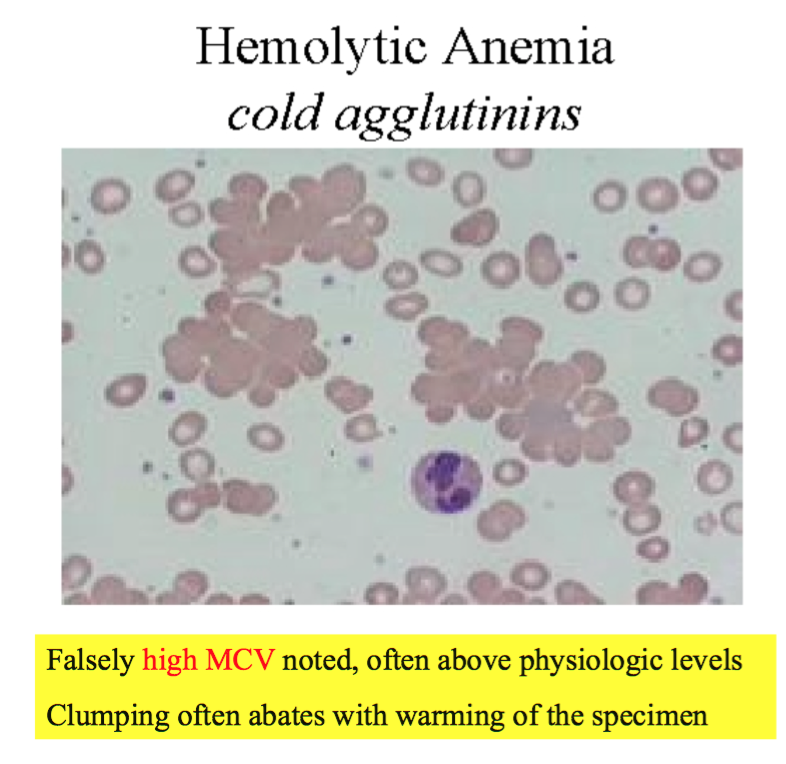 Hemolytic Anemia
cold agglutinins
Falsely high MCV noted, often above physiologic levels
Clumping often abates with warming of the specimen